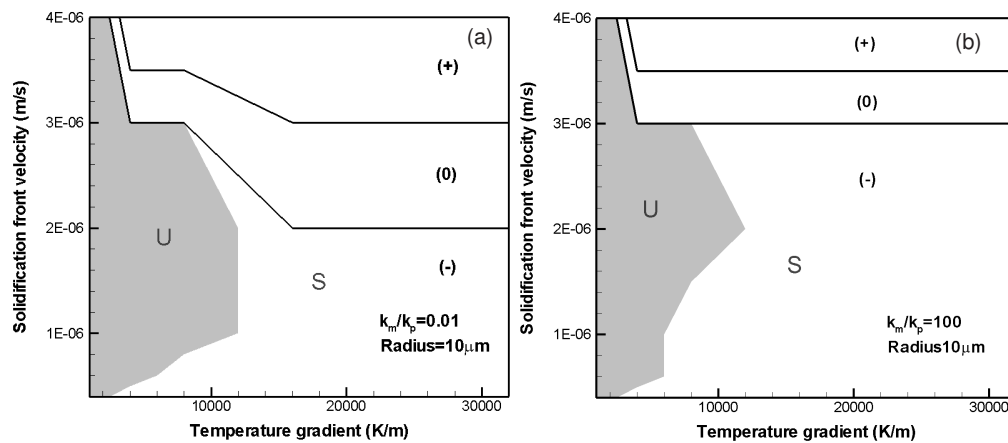 (a)
(+)
(0)
(-)
U
S
k_m/k_p=0.01
Radius=10μm
4E-06
3E-06
2E-06
1E-06
Solidification front velocity (m/s)
10000
20000
30000
Temperature gradient (K/m)
(b)
(+)
(0)
(-)
U
S
k_m/k_p=100
Radius10μm
4E-06
3E-06
2E-06
1E-06
Solidification front velocity (m/s)
10000
20000
30000
Temperature gradient (K/m)